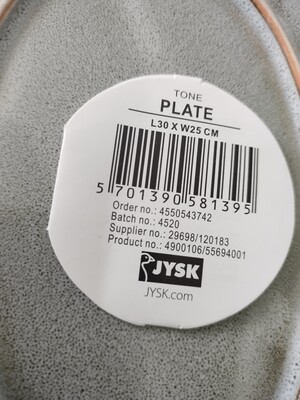 TONE
PLATE
L30 X W25 CM
5 701390 581395
Order no.: 4550543742
Batch no.: 4520
Supplier no.: 29698/120183
Product no.: 4900106/55694001
JYSK
JYSK.com